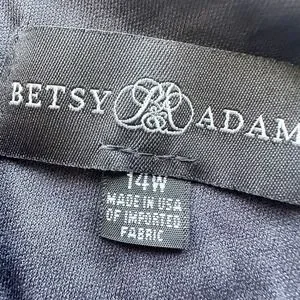 BETSY ADAM
14W
MADE IN USA
OF IMPORTED
FABRIC